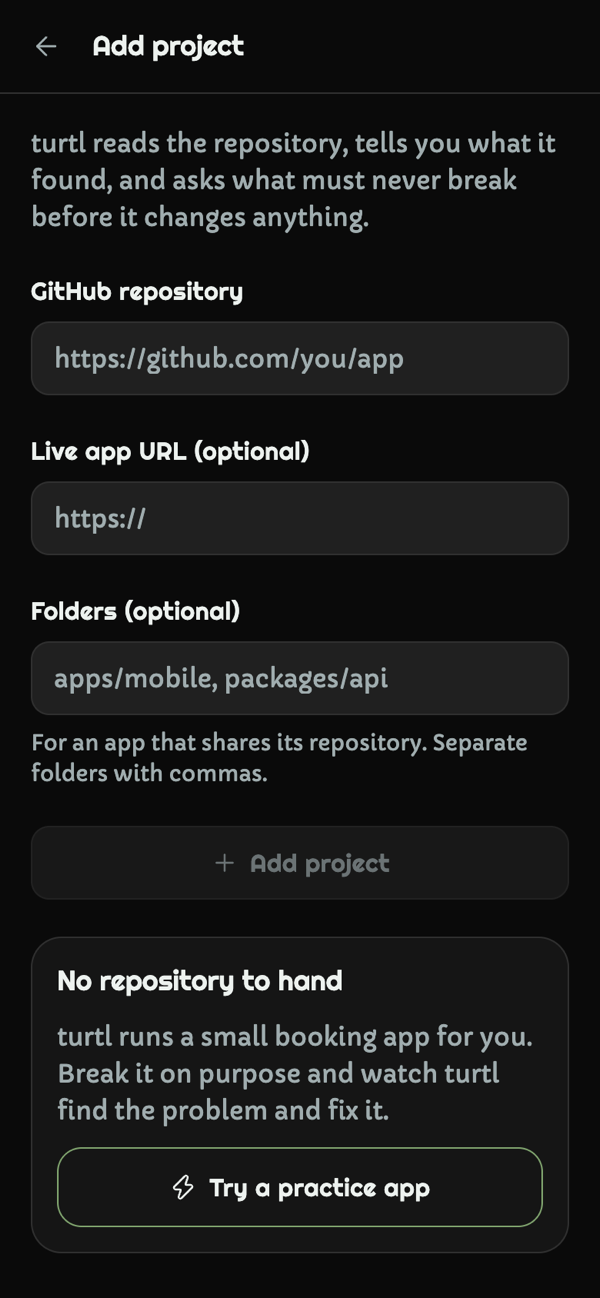 Add project
turtl reads the repository, tells you what it
found, and asks what must never break
before it changes anything.
GitHub repository
https://github.com/you/app
Live app URL (optional)
https://
Folders (optional)
apps/mobile, packages/api
For an app that shares its repository. Separate
folders with commas.
Add project
No repository to hand
turtl runs a small booking app for you.
Break it on purpose and watch turtl
find the problem and fix it.
Try a practice app